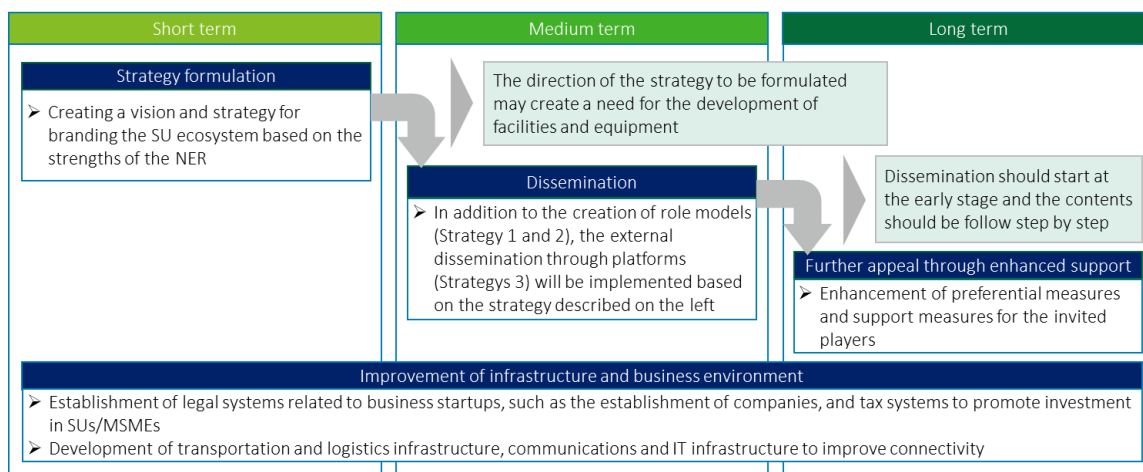 Short term
Medium term
Long term
Strategy formulation
➢ Creating a vision and strategy for
branding the SU ecosystem based on the
strengths of the NER
The direction of the strategy to be formulated
may create a need for the development of
facilities and equipment
Dissemination
➢ In addition to the creation of role models
(Strategy 1 and 2), the external
dissemination through platforms
(Strategys 3) will be implemented based
on the strategy described on the left
Dissemination should start at
the early stage and the contents
should be follow step by step
Further appeal through enhanced support
➢ Enhancement of preferential measures
and support measures for the invited
players
Improvement of infrastructure and business environment
➢ Establishment of legal systems related to business startups, such as the establishment of companies, and tax systems to promote investment
in SUs/MSMEs
➢ Development of transportation and logistics infrastructure, communications and IT infrastructure to improve connectivity